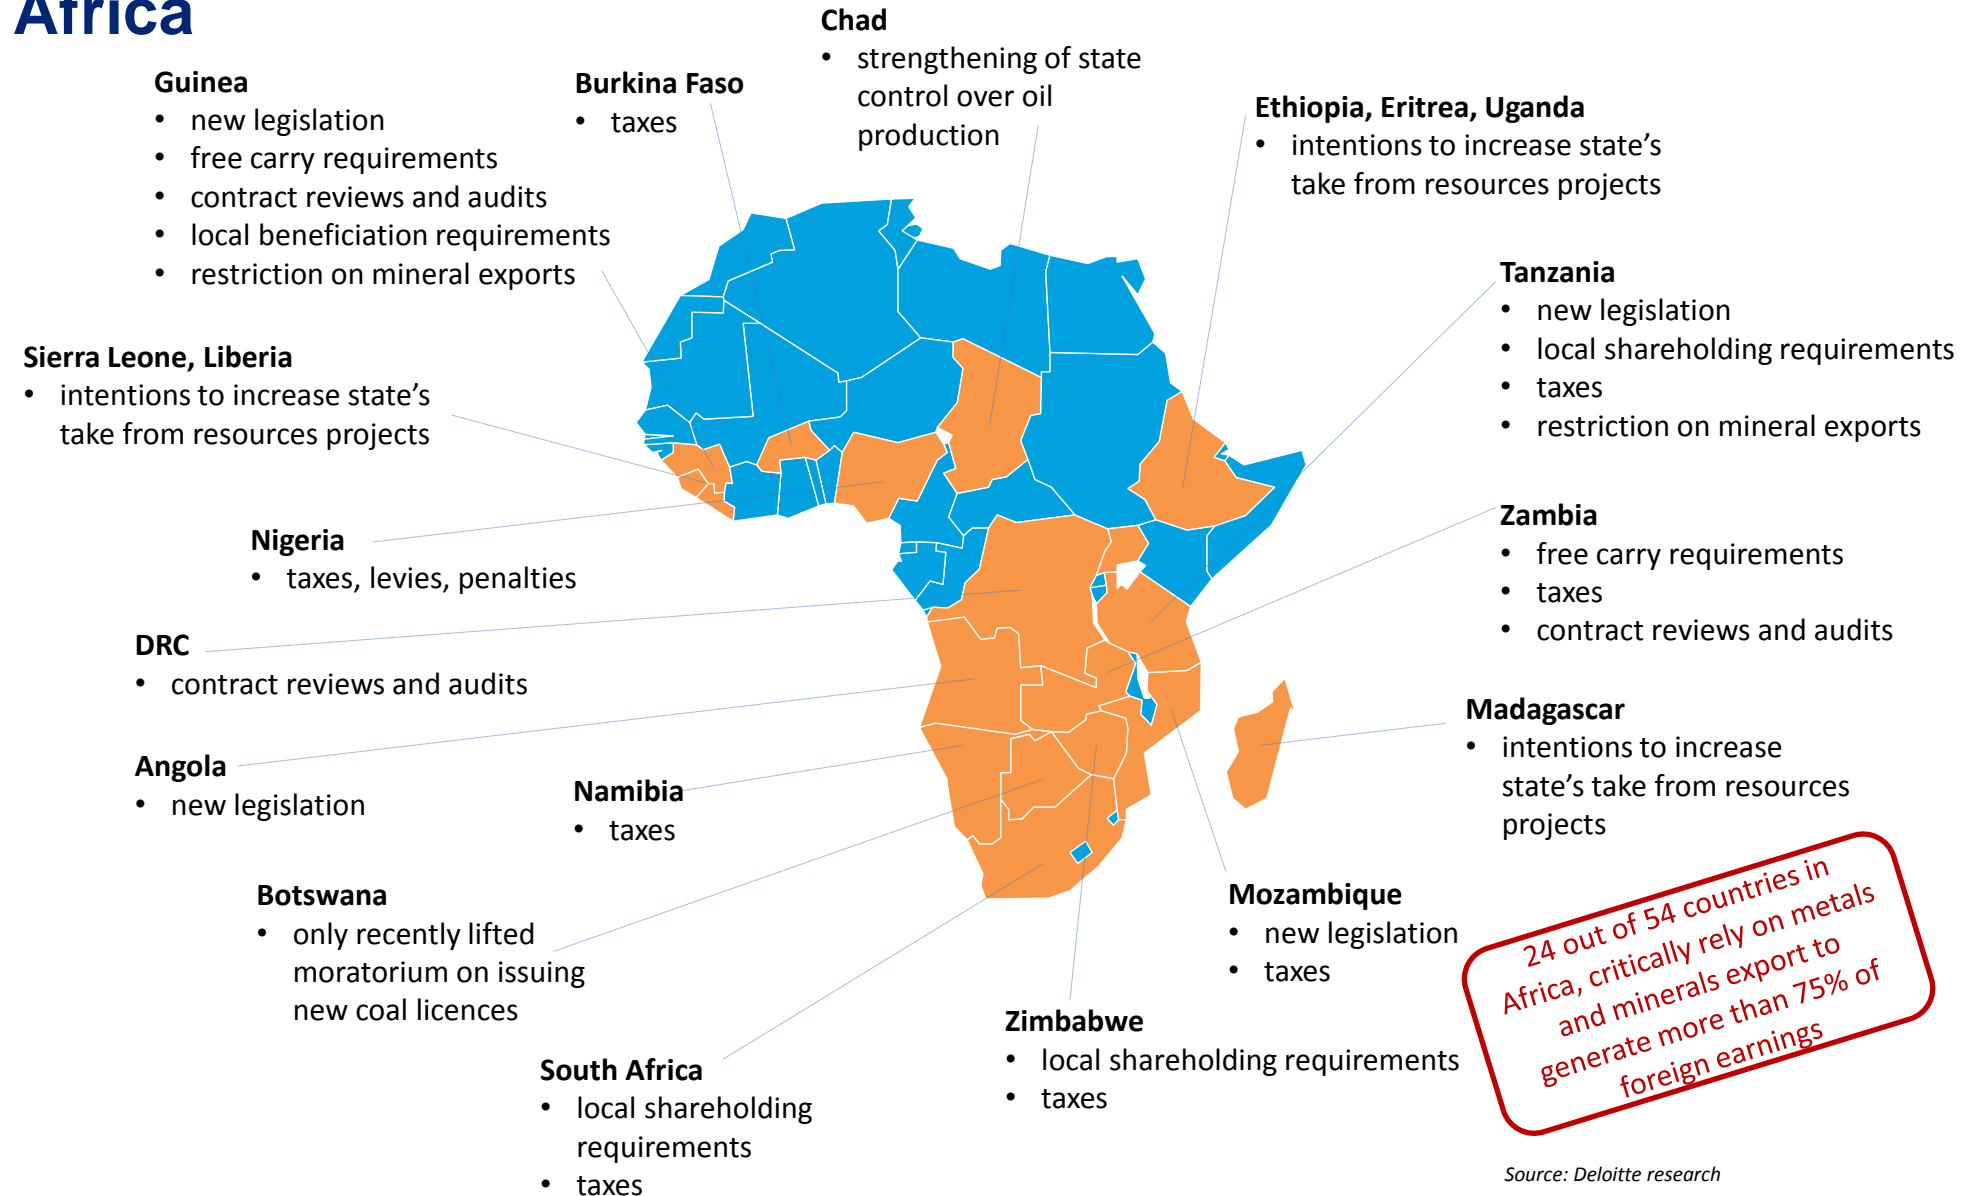 Africa
Chad
• strengthening of state
control over oil
production
Guinea
• new legislation
• free carry requirements
• contract reviews and audits
• local beneficiation requirements
• restriction on mineral exports
Burkina Faso
• taxes
Ethiopia, Eritrea, Uganda
• intentions to increase state’s
take from resources projects
Tanzania
• new legislation
• local shareholding requirements
• taxes
• restriction on mineral exports
Sierra Leone, Liberia
• intentions to increase state’s
take from resources projects
Nigeria
• taxes, levies, penalties
Zambia
• free carry requirements
• taxes
• contract reviews and audits
DRC
• contract reviews and audits
Madagascar
• intentions to increase
state’s take from resources
projects
Angola
• new legislation
Namibia
• taxes
Botswana
• only recently lifted
moratorium on issuing
new coal licences
Mozambique
• new legislation
• taxes
Zimbabwe
• local shareholding requirements
• taxes
South Africa
• local shareholding
requirements
• taxes
24 out of 54 countries in
Africa, critically rely on metals
and minerals export to
generate more than 75% of
foreign earnings
Source: Deloitte research